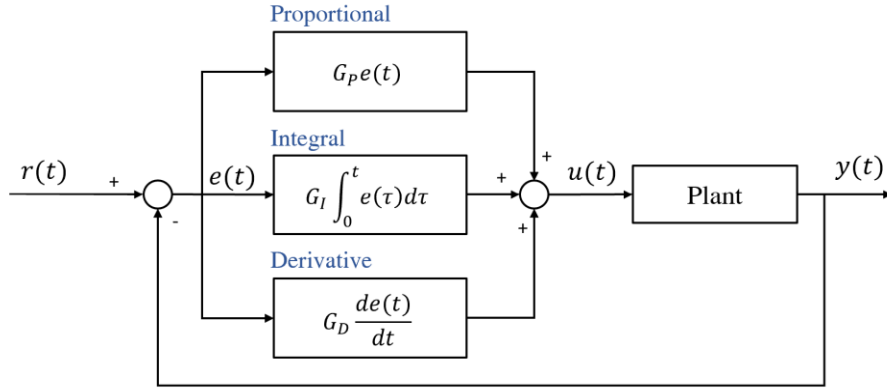 Proportional
G_P e(t)
Integral
r(t)
+
-
e(t)
G_I ∫_0^t e(τ)dτ
+
+
+
u(t)
Plant
y(t)
Derivative
G_D de(t)/dt